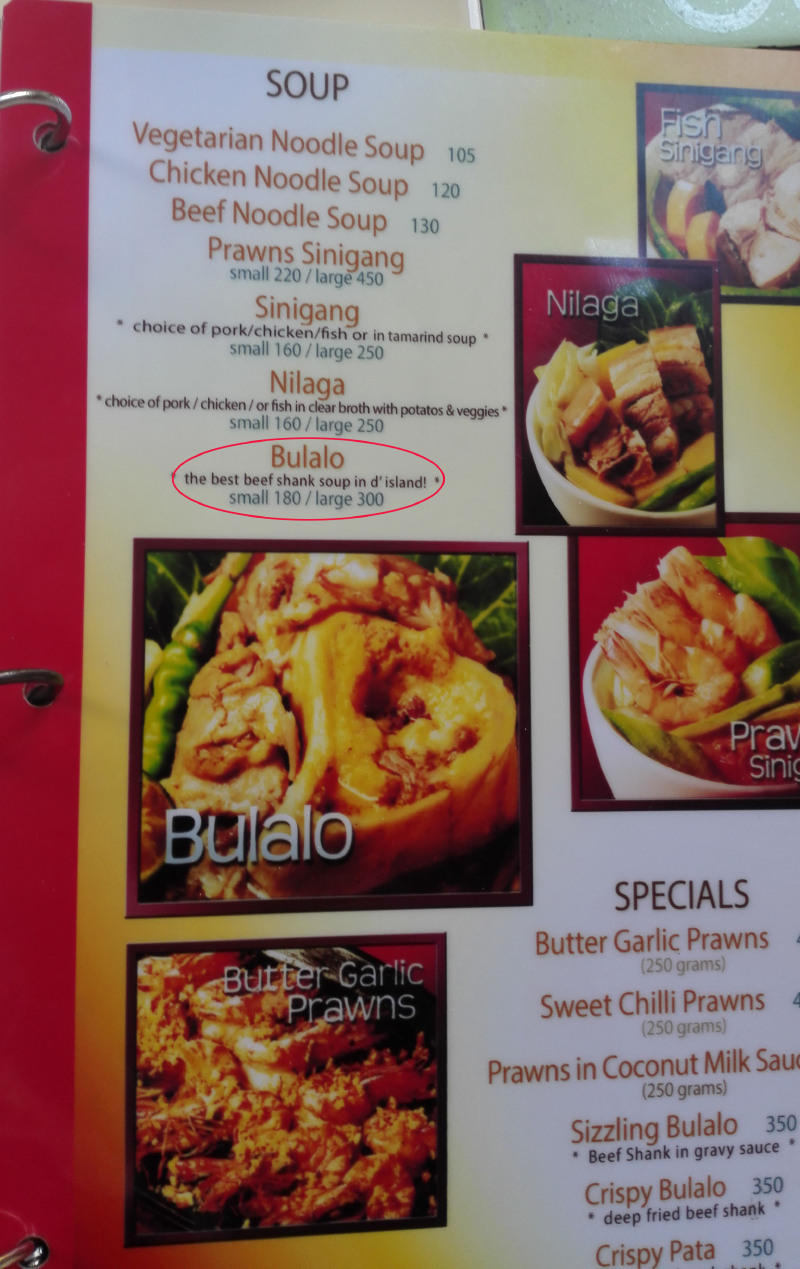 SOUP
Vegetarian Noodle Soup 105
Chicken Noodle Soup 120
Beef Noodle Soup 130
Prawns Sinigang
small 220 / large 450
Sinigang
* choice of pork/chicken/fish or in tamarind soup *
small 160 / large 250
Nilaga
* choice of pork / chicken / or fish in clear broth with potatos & veggies *
small 160 / large 250
Bulalo
* the best beef shank soup in d' island! *
small 180 / large 300
Fish
Sinigang
Nilaga
Bulalo
Butter Garlic
Prawns
SPECIALS
Butter Garlic Prawns
(250 grams)
Sweet Chilli Prawns
(250 grams)
Prawns in Coconut Milk
(250 grams)
Sizzling Bulalo 350
* Beef Shank in gravy sauce *
Crispy Bulalo 350
* deep fried beef shank *
Crispy Pata 350